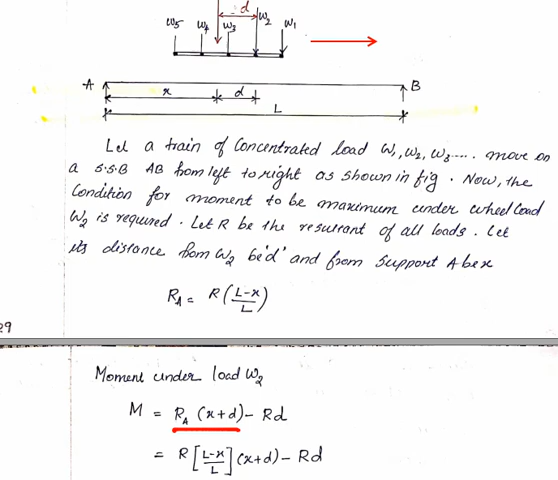 d
W5 W4 W3 W2 W1
A B
x d
L
Let a train of Concentrated load W1, W2, W3.... move on
a S.S.B AB from left to right as shown in fig. Now, the
Condition for moment to be maximum under wheel load
W2 is required. Let R be the resultant of all loads. Let
its distance from W2 be 'd' and from Support A be x
RA = R(L-x/L)
29
Moment under load W2
M = RA (x+d) - Rd
= R[L-x/L](x+d) - Rd